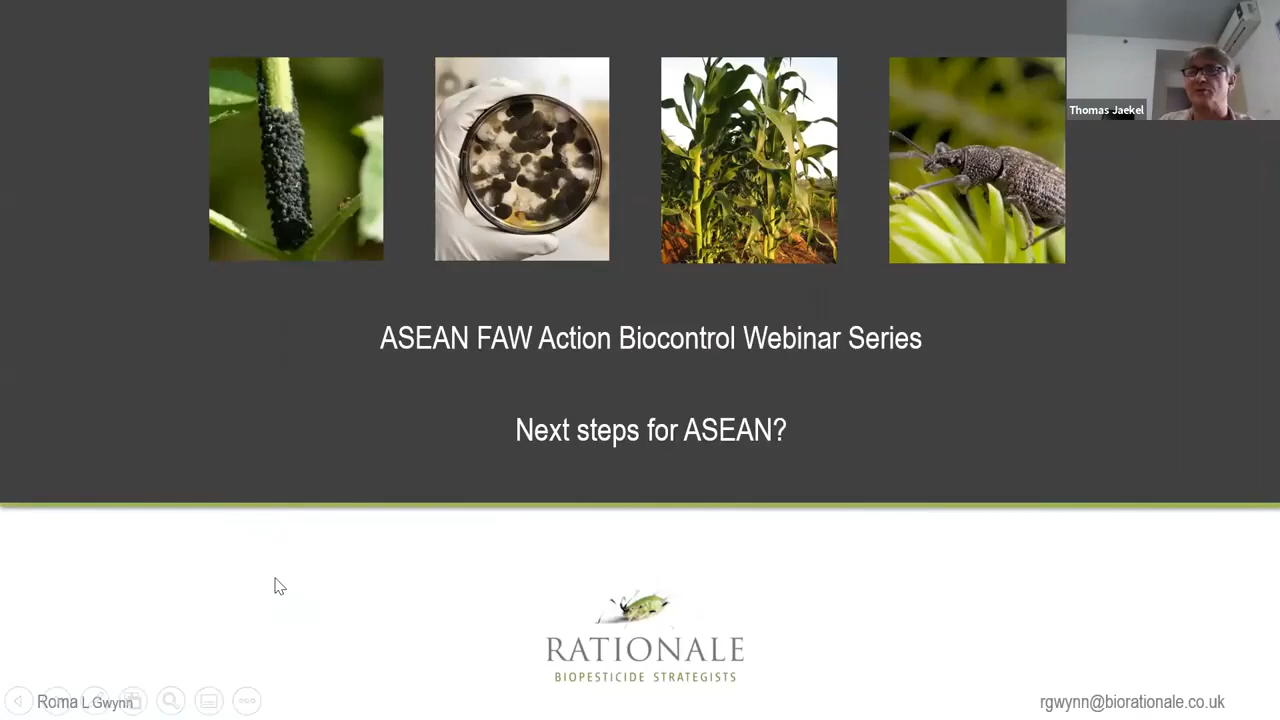 Thomas Jaekel
ASEAN FAW Action Biocontrol Webinar Series
Next steps for ASEAN?
RATIONALE
BIOPESTICIDE STRATEGISTS
Roma L Gwynn
rgwynn@biorationale.co.uk